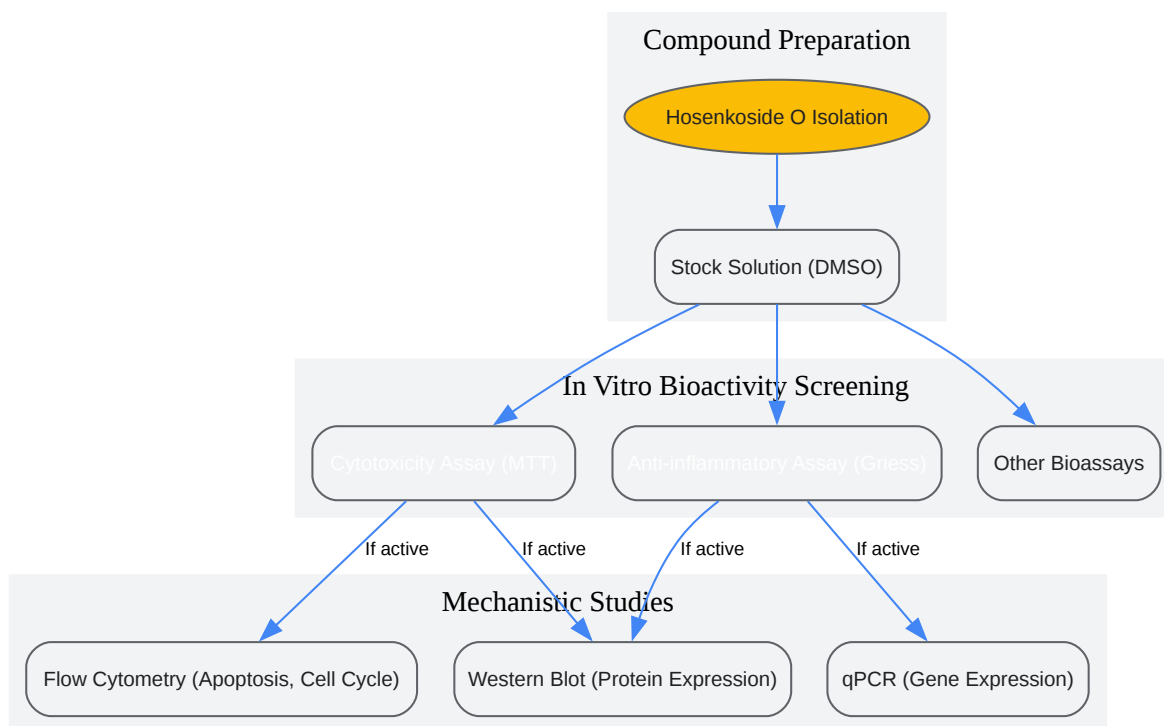 Compound Preparation
Hosenkoside O Isolation
Stock Solution (DMSO)
In Vitro Bioactivity Screening
Cytotoxicity Assay (MTT)
Anti-inflammatory Assay (Griess)
Other Bioassays
If active
If active
If active
If active
Mechanistic Studies
Flow Cytometry (Apoptosis, Cell Cycle)
Western Blot (Protein Expression)
qPCR (Gene Expression)